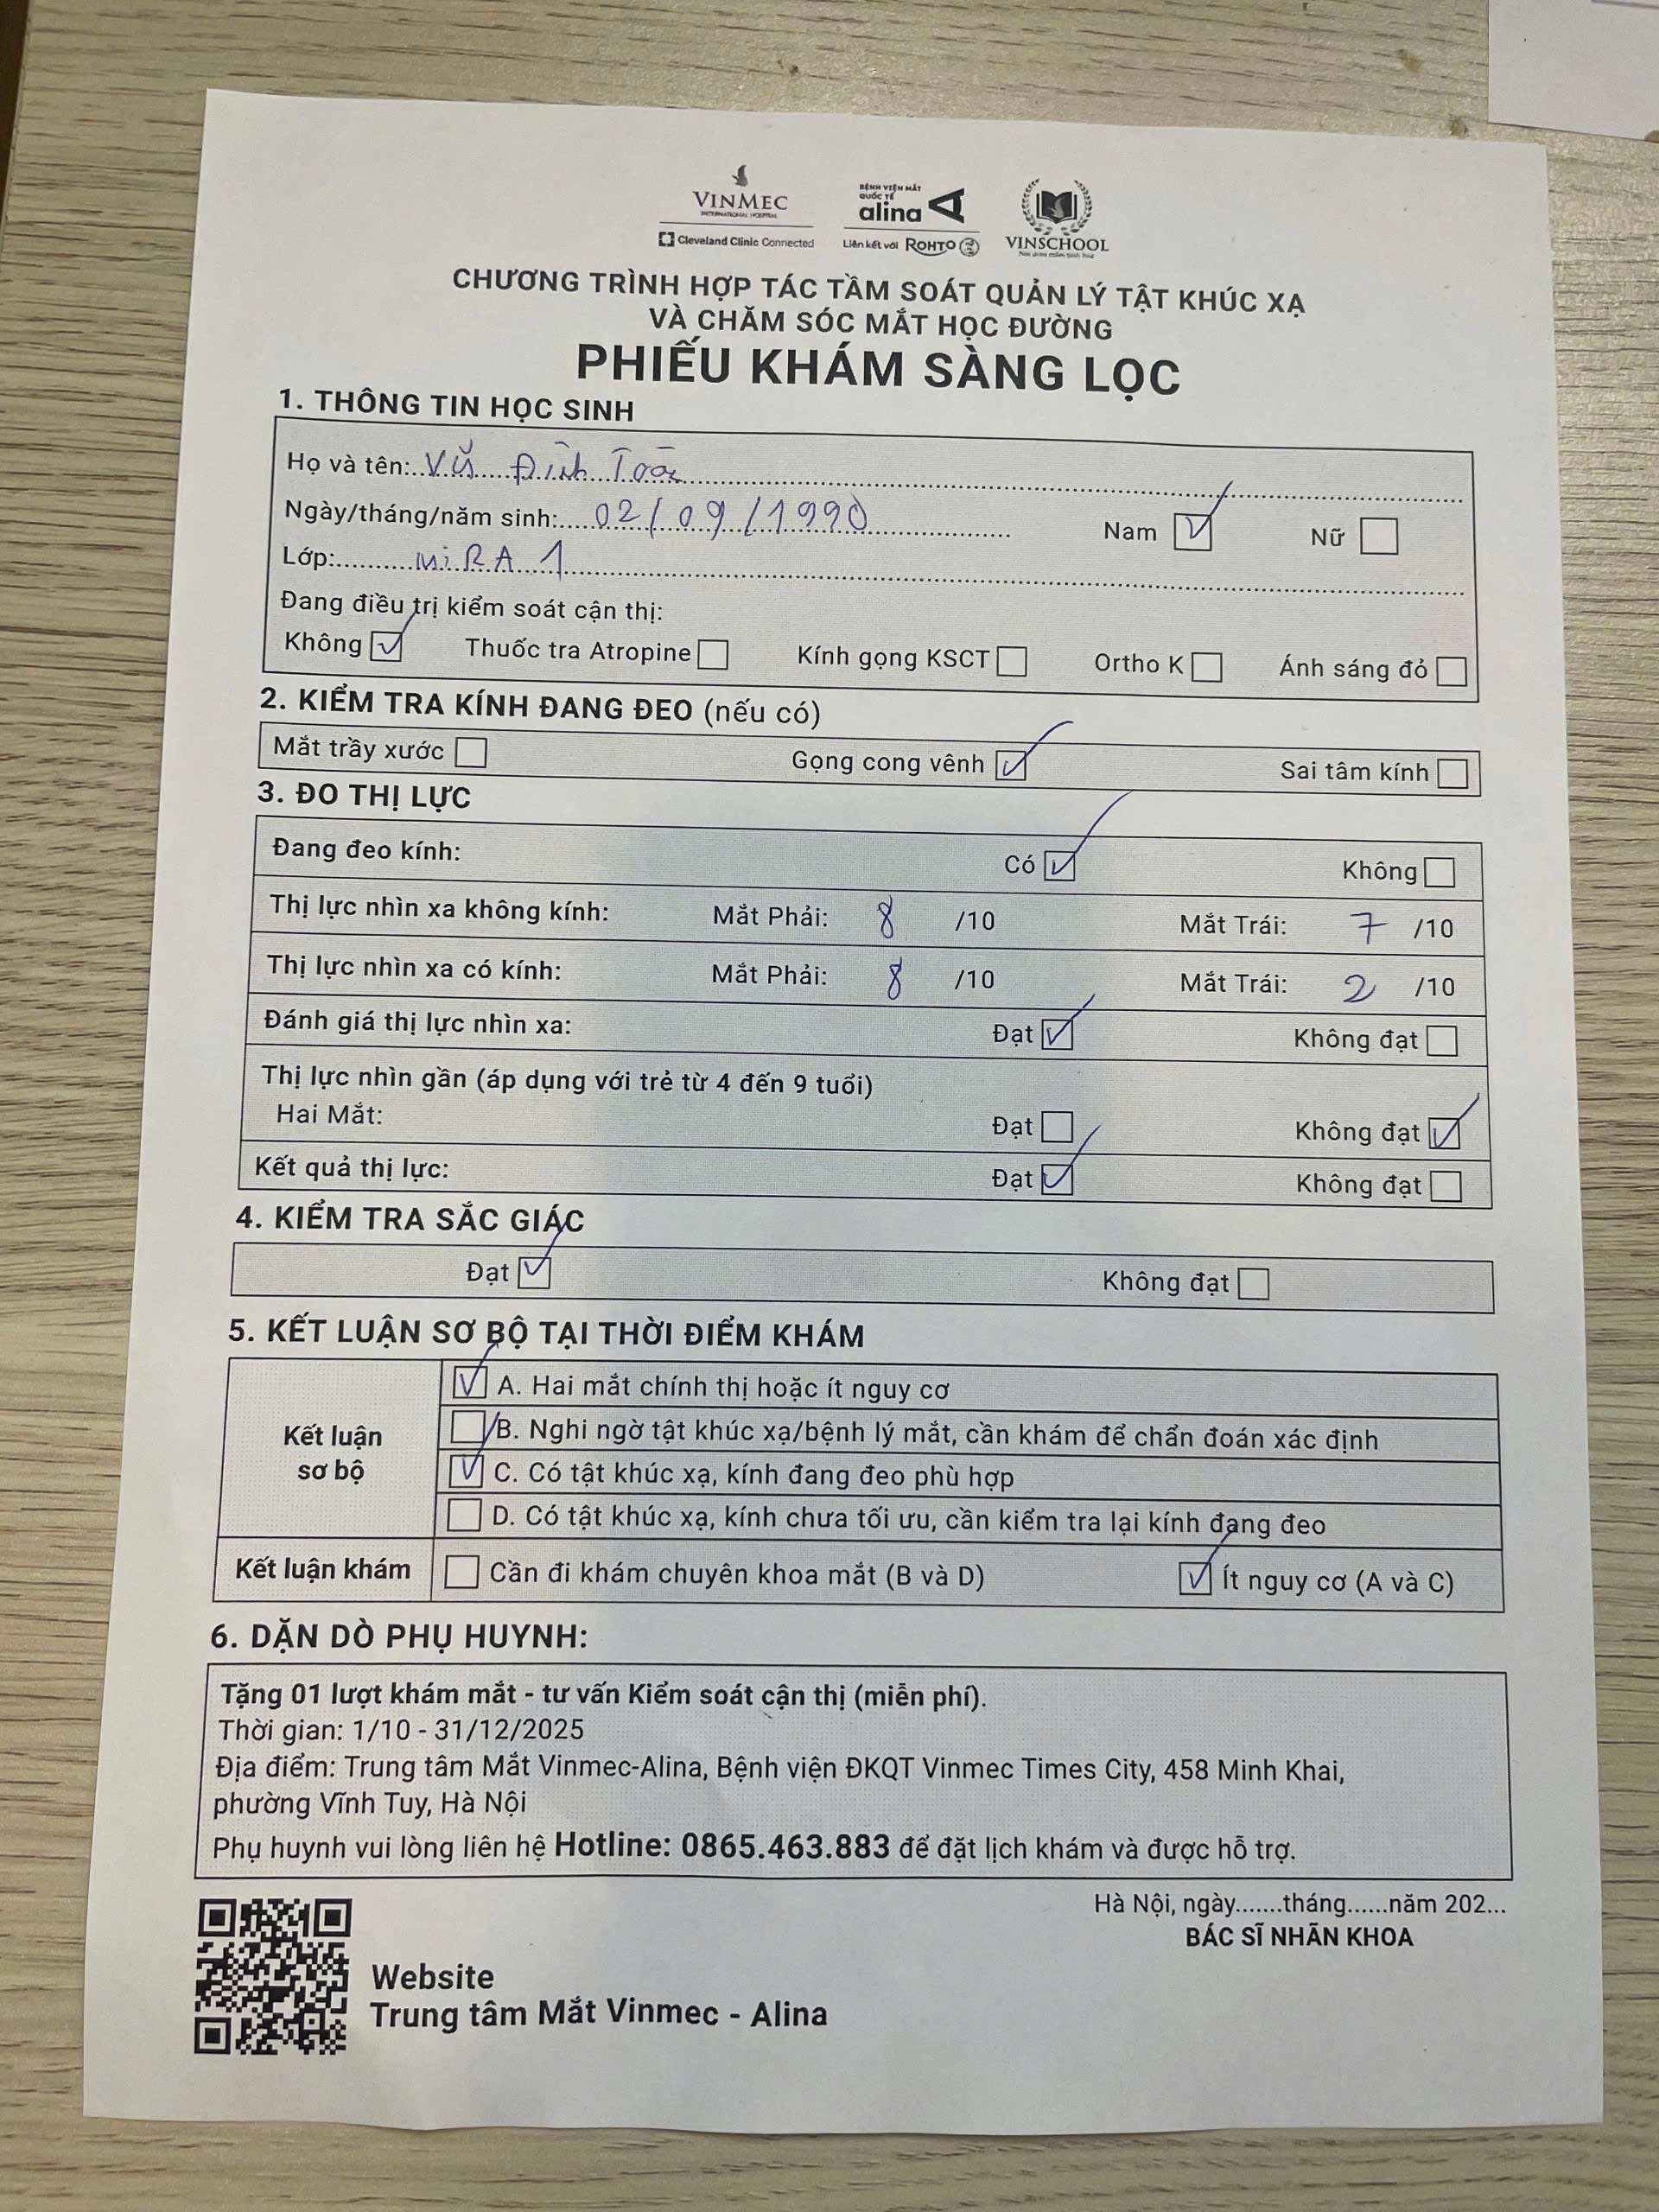 VINMEC
INTERNATIONAL HOSPITAL
Cleveland Clinic Connected
BỆNH VIỆN MẮT
QUỐC TẾ
alina
Liên kết với ROHTO
VINSCHOOL
CHƯƠNG TRÌNH HỢP TÁC TẦM SOÁT QUẢN LÝ TẬT KHÚC XẠ
VÀ CHĂM SÓC MẮT HỌC ĐƯỜNG
PHIẾU KHÁM SÀNG LỌC
1. THÔNG TIN HỌC SINH
Họ và tên: Vũ Đình Toàn
Ngày/tháng/năm sinh: 02/09/1990 Nam ☑ Nữ ☐
Lớp: MiRA 1
Đang điều trị kiểm soát cận thị:
Không ☑ Thuốc tra Atropine ☐ Kính gọng KSCT ☐ Ortho K ☐ Ánh sáng đỏ ☐
2. KIỂM TRA KÍNH ĐANG ĐEO (nếu có)
Mắt trầy xước ☐ Gọng cong vênh ☑ Sai tâm kính ☐
3. ĐO THỊ LỰC
Đang đeo kính: Có ☑ Không ☐
Thị lực nhìn xa không kính: Mắt Phải: 8 /10 Mắt Trái: 7 /10
Thị lực nhìn xa có kính: Mắt Phải: 8 /10 Mắt Trái: 2 /10
Đánh giá thị lực nhìn xa: Đạt ☑ Không đạt ☐
Thị lực nhìn gần (áp dụng với trẻ từ 4 đến 9 tuổi)
Hai Mắt: Đạt ☐ Không đạt ☑
Kết quả thị lực: Đạt ☑ Không đạt ☐
4. KIỂM TRA SẮC GIÁC
Đạt ☑ Không đạt ☐
5. KẾT LUẬN SƠ BỘ TẠI THỜI ĐIỂM KHÁM
Kết luận sơ bộ
☑ A. Hai mắt chính thị hoặc ít nguy cơ
☐ B. Nghi ngờ tật khúc xạ/bệnh lý mắt, cần khám để chẩn đoán xác định
☑ C. Có tật khúc xạ, kính đang đeo phù hợp
☐ D. Có tật khúc xạ, kính chưa tối ưu, cần kiểm tra lại kính đang đeo
Kết luận khám ☐ Cần đi khám chuyên khoa mắt (B và D) ☑ Ít nguy cơ (A và C)
6. DẶN DÒ PHỤ HUYNH:
Tặng 01 lượt khám mắt - tư vấn Kiểm soát cận thị (miễn phí).
Thời gian: 1/10 - 31/12/2025
Địa điểm: Trung tâm Mắt Vinmec-Alina, Bệnh viện ĐKQT Vinmec Times City, 458 Minh Khai,
phường Vĩnh Tuy, Hà Nội
Phụ huynh vui lòng liên hệ Hotline: 0865.463.883 để đặt lịch khám và được hỗ trợ.
Hà Nội, ngày.......tháng......năm 202...
BÁC SĨ NHÃN KHOA
Website
Trung tâm Mắt Vinmec - Alina